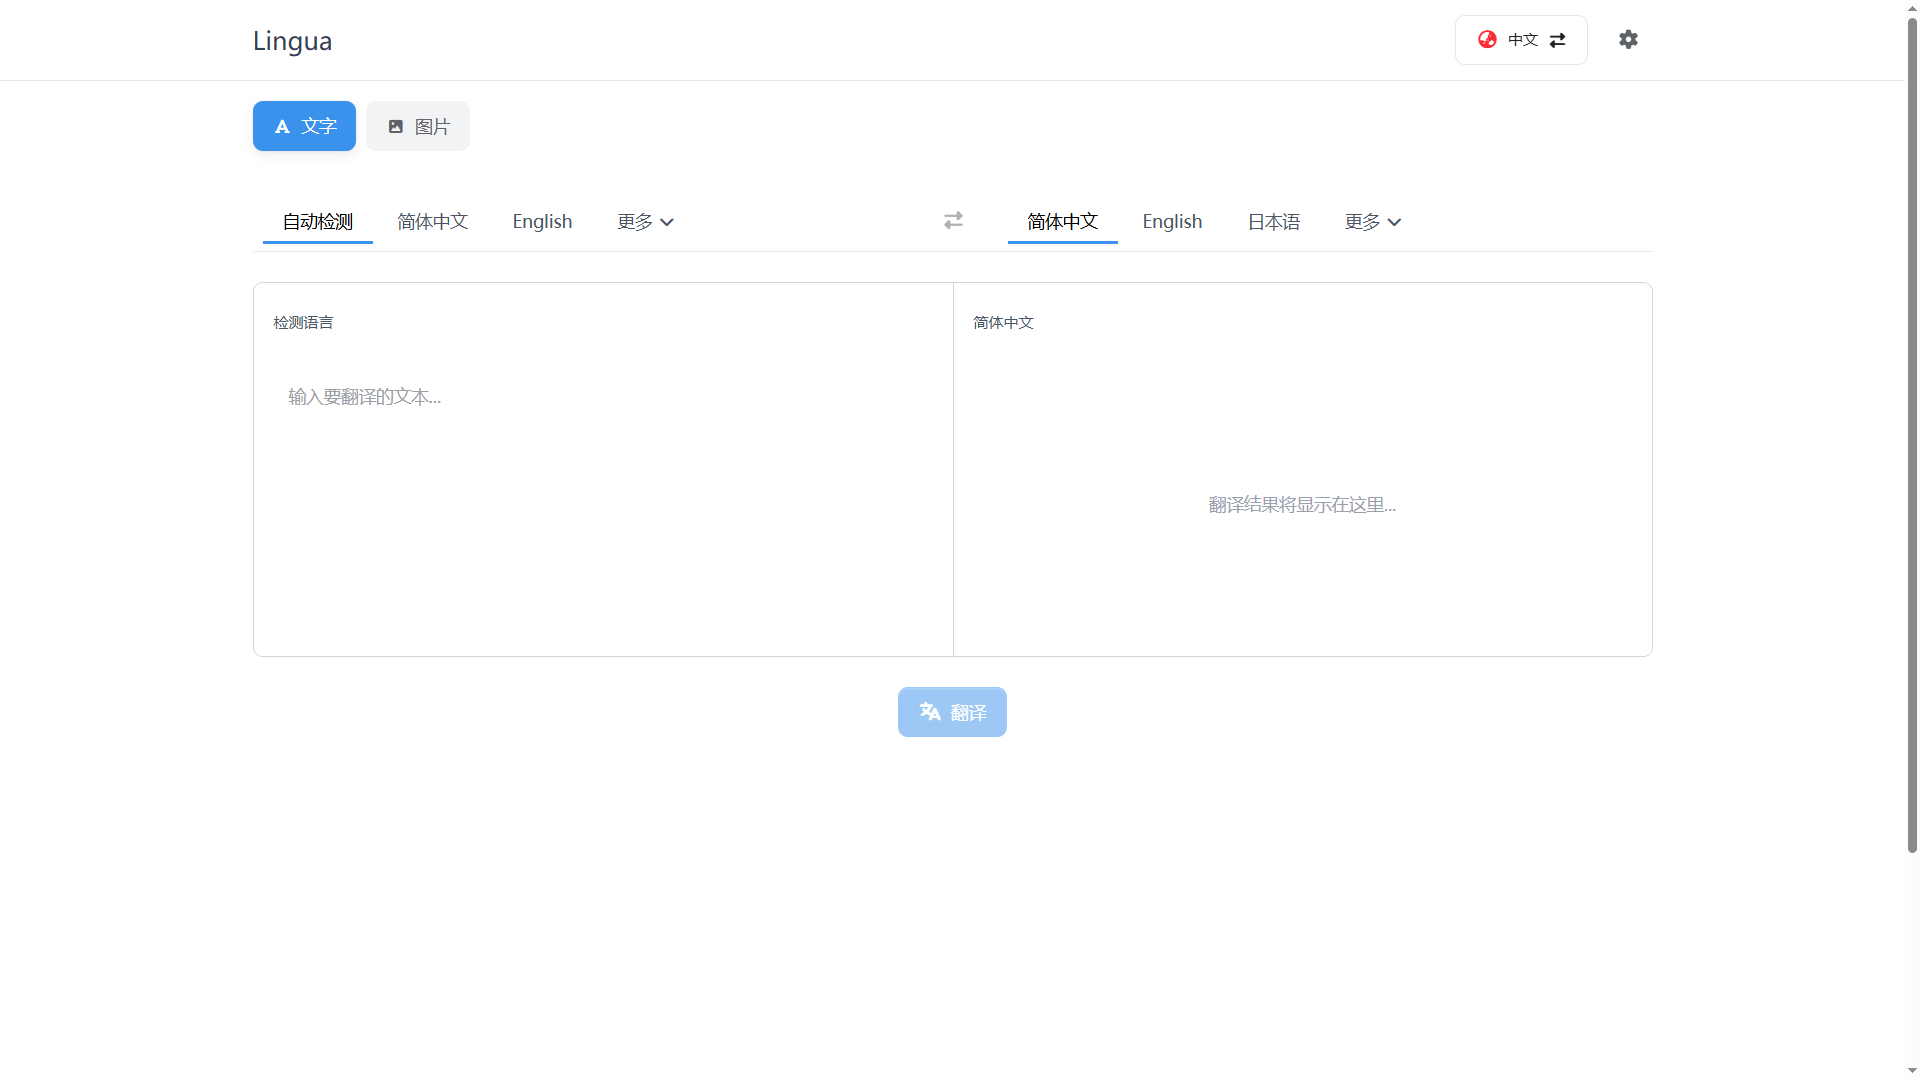 Lingua
中文
文字
图片
自动检测 简体中文 English 更多
简体中文 English 日本语 更多
检测语言
简体中文
输入要翻译的文本...
翻译结果将显示在这里...
翻译